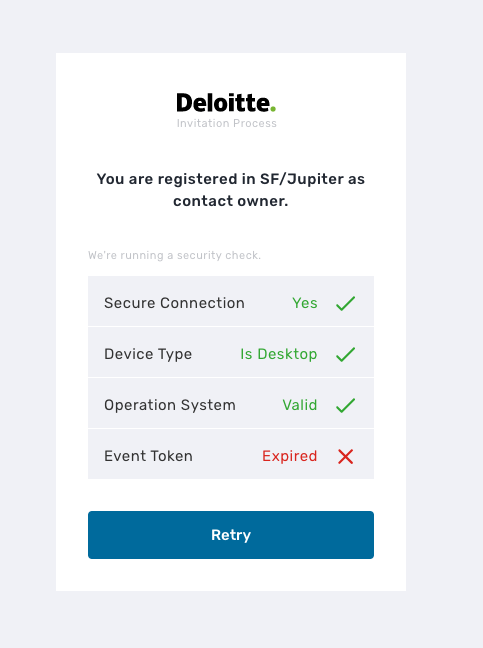 Deloitte.
Invitation Process
You are registered in SF/Jupiter as
contact owner.
We're running a security check.
Secure Connection Yes
Device Type Is Desktop
Operation System Valid
Event Token Expired
Retry